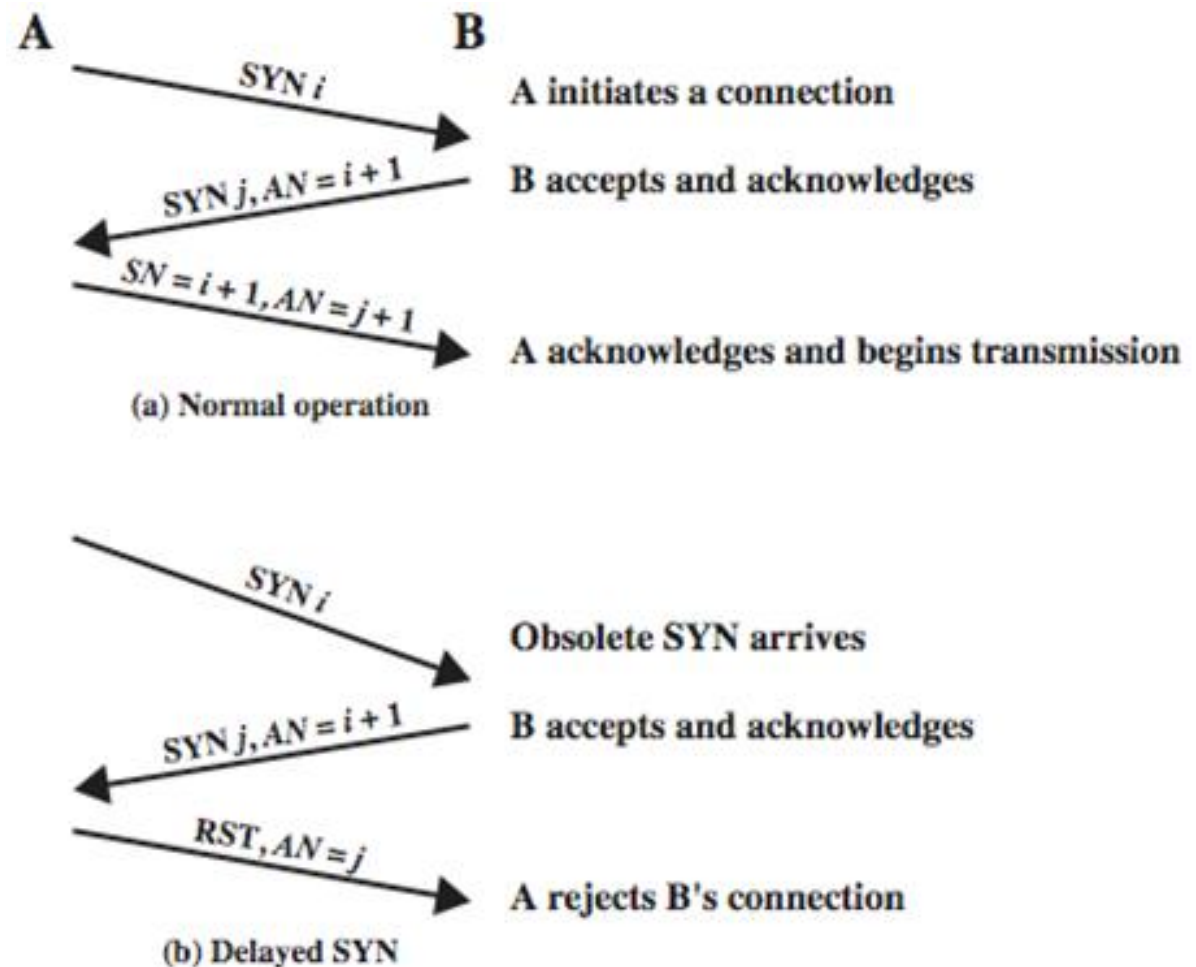 A B
SYN i
A initiates a connection
SYN j, AN = i + 1
B accepts and acknowledges
SN = i + 1, AN = j + 1
A acknowledges and begins transmission
(a) Normal operation
SYN i
Obsolete SYN arrives
SYN j, AN = i + 1
B accepts and acknowledges
RST, AN = j
A rejects B's connection
(b) Delayed SYN